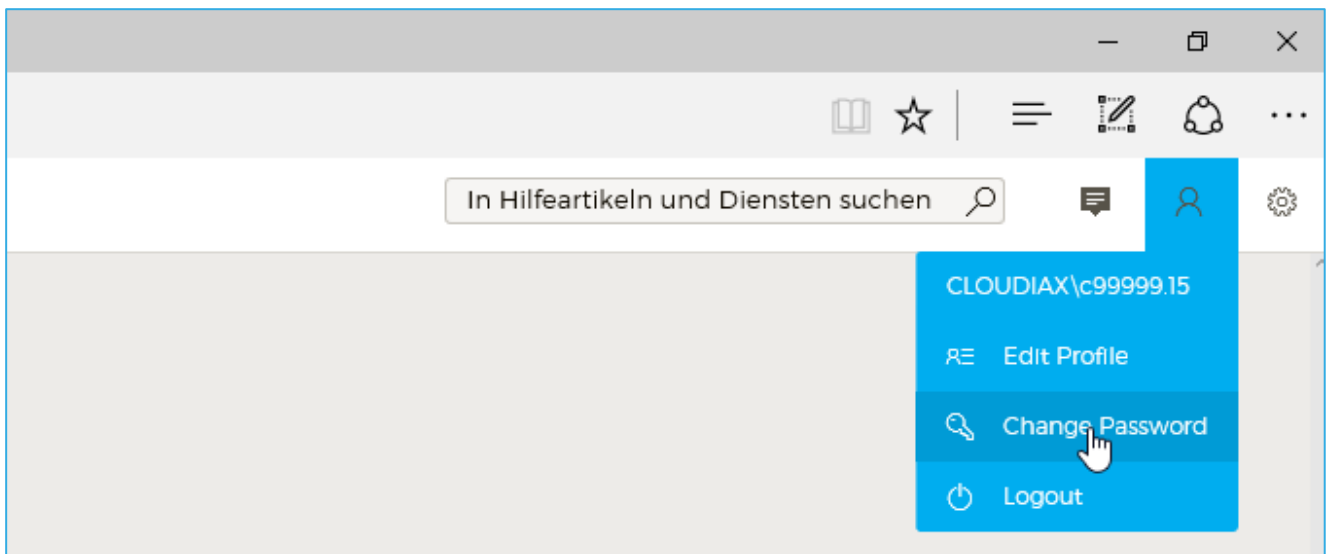 In Hilfeartikeln und Diensten suchen
CLOUDIAX\c99999.15
Edit Profile
Change Password
Logout